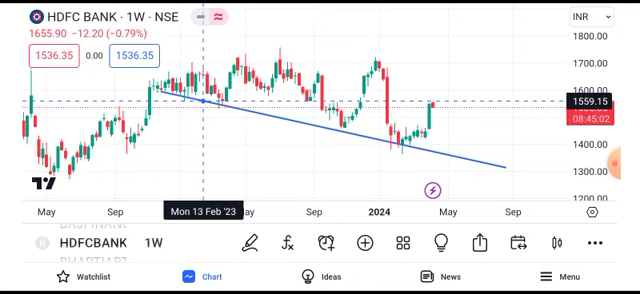 HDFC BANK · 1W · NSE
INR
1655.90 −12.20 (−0.79%)
1536.35 0.00 1536.35
1800.00
1700.00
1600.00
1559.15
08:45:02
1400.00
1300.00
1200.00
May Sep Mon 13 Feb '23 Sep 2024 May Sep
HDFCBANK 1W
Watchlist Chart Ideas News Menu